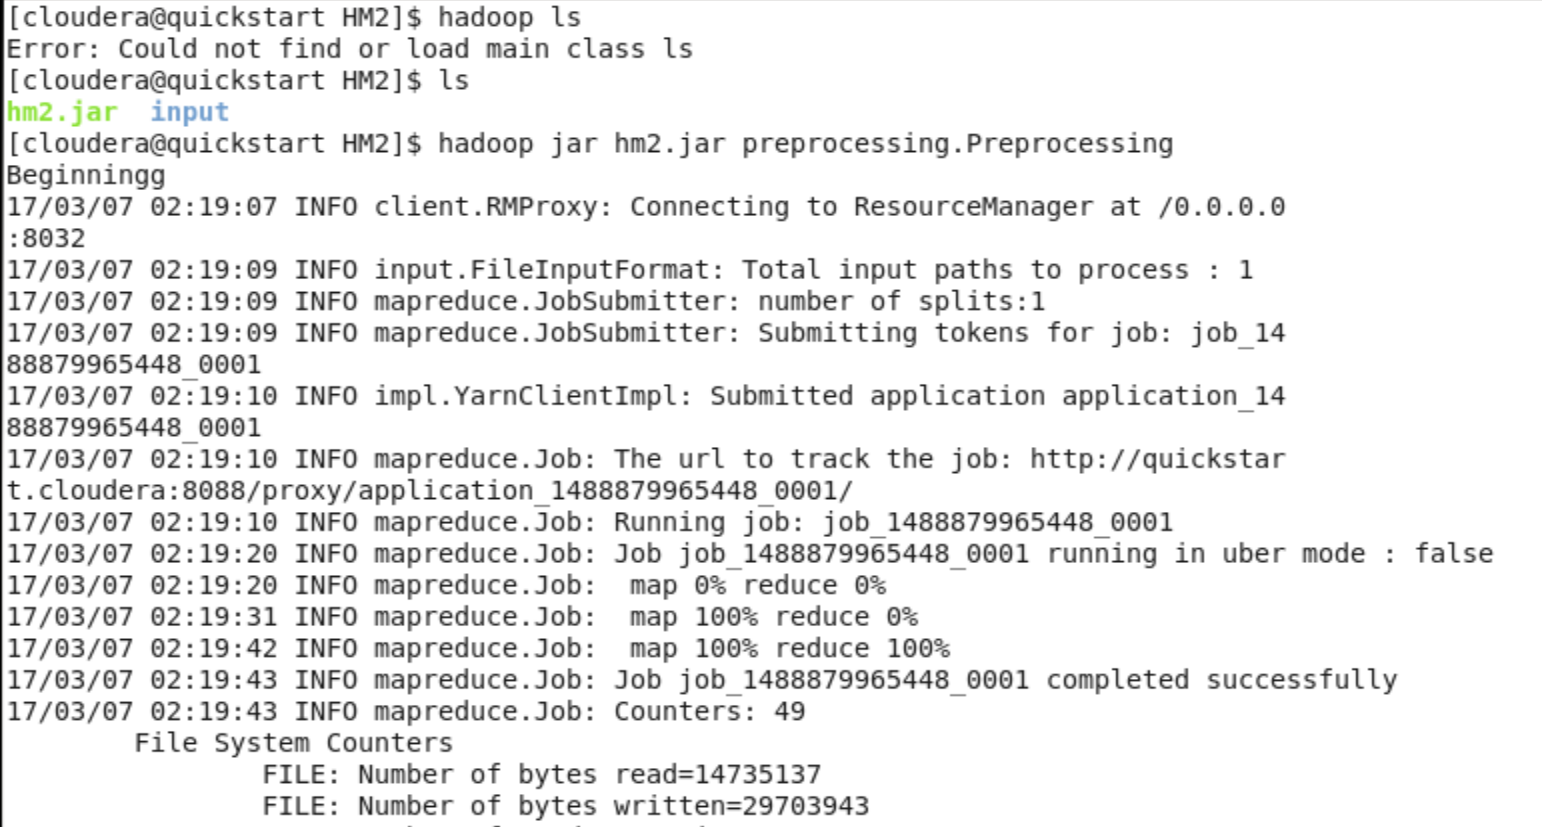 [cloudera@quickstart HM2]$ hadoop ls
Error: Could not find or load main class ls
[cloudera@quickstart HM2]$ ls
hm2.jar  input
[cloudera@quickstart HM2]$ hadoop jar hm2.jar preprocessing.Preprocessing
Beginningg
17/03/07 02:19:07 INFO client.RMProxy: Connecting to ResourceManager at /0.0.0.0
:8032
17/03/07 02:19:09 INFO input.FileInputFormat: Total input paths to process : 1
17/03/07 02:19:09 INFO mapreduce.JobSubmitter: number of splits:1
17/03/07 02:19:09 INFO mapreduce.JobSubmitter: Submitting tokens for job: job_14
88879965448_0001
17/03/07 02:19:10 INFO impl.YarnClientImpl: Submitted application application_14
88879965448_0001
17/03/07 02:19:10 INFO mapreduce.Job: The url to track the job: http://quickstar
t.cloudera:8088/proxy/application_1488879965448_0001/
17/03/07 02:19:10 INFO mapreduce.Job: Running job: job_1488879965448_0001
17/03/07 02:19:20 INFO mapreduce.Job: Job job_1488879965448_0001 running in uber mode : false
17/03/07 02:19:20 INFO mapreduce.Job:  map 0% reduce 0%
17/03/07 02:19:31 INFO mapreduce.Job:  map 100% reduce 0%
17/03/07 02:19:42 INFO mapreduce.Job:  map 100% reduce 100%
17/03/07 02:19:43 INFO mapreduce.Job: Job job_1488879965448_0001 completed successfully
17/03/07 02:19:43 INFO mapreduce.Job: Counters: 49
File System Counters
FILE: Number of bytes read=14735137
FILE: Number of bytes written=29703943